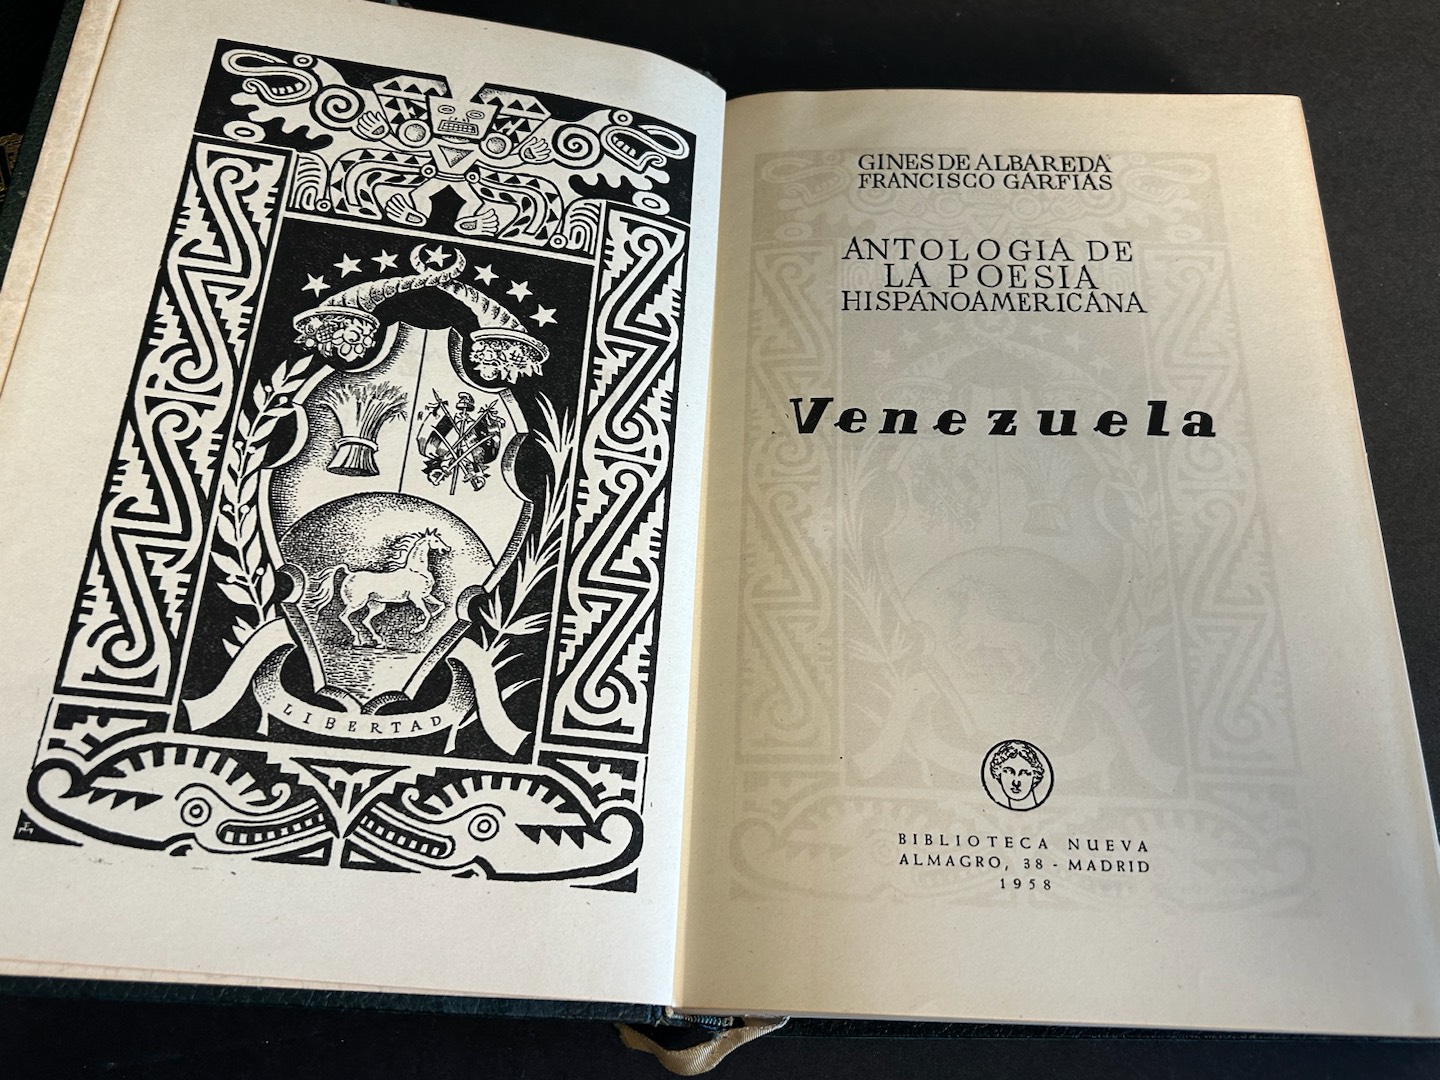 LIBERTAD
GINES DE ALBAREDA
FRANCISCO GARFIAS
ANTOLOGIA DE
LA POESIA
HISPANOAMERICANA
Venezuela
BIBLIOTECA NUEVA
ALMAGRO, 38 - MADRID
1958